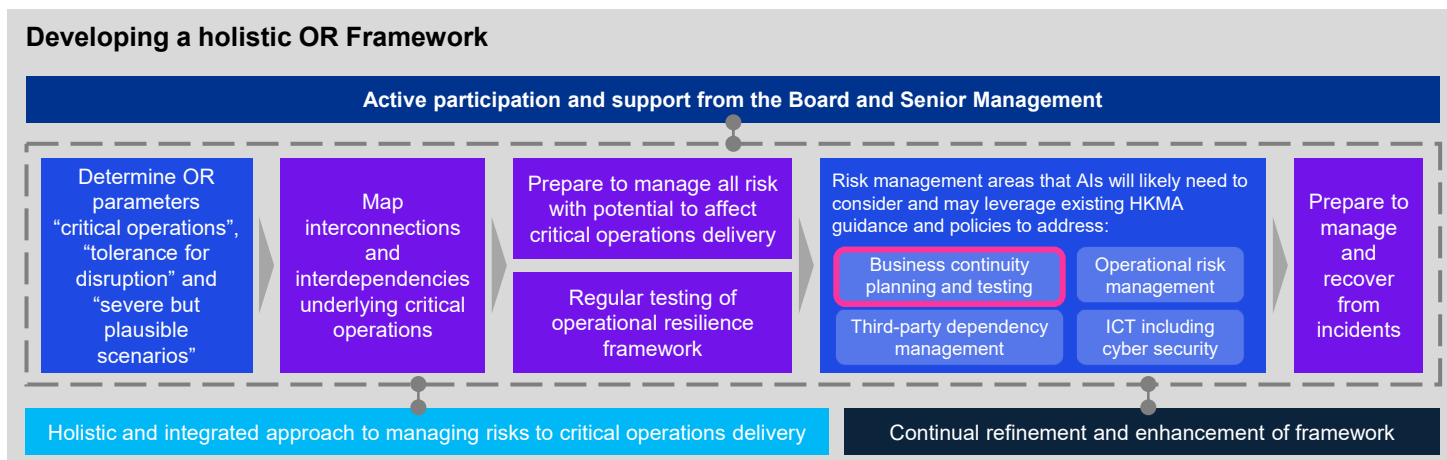 Developing a holistic OR Framework
Active participation and support from the Board and Senior Management
Determine OR
parameters
“critical operations”,
“tolerance for
disruption” and
“severe but
plausible
scenarios”
Map
interconnections
and
interdependencies
underlying critical
operations
Prepare to manage all risk
with potential to affect
critical operations delivery
Regular testing of
operational resilience
framework
Risk management areas that AIs will likely need to
consider and may leverage existing HKMA
guidance and policies to address:
Business continuity
planning and testing
Operational risk
management
Third-party dependency
management
ICT including
cyber security
Prepare to
manage
and
recover
from
incidents
Holistic and integrated approach to managing risks to critical operations delivery
Continual refinement and enhancement of framework